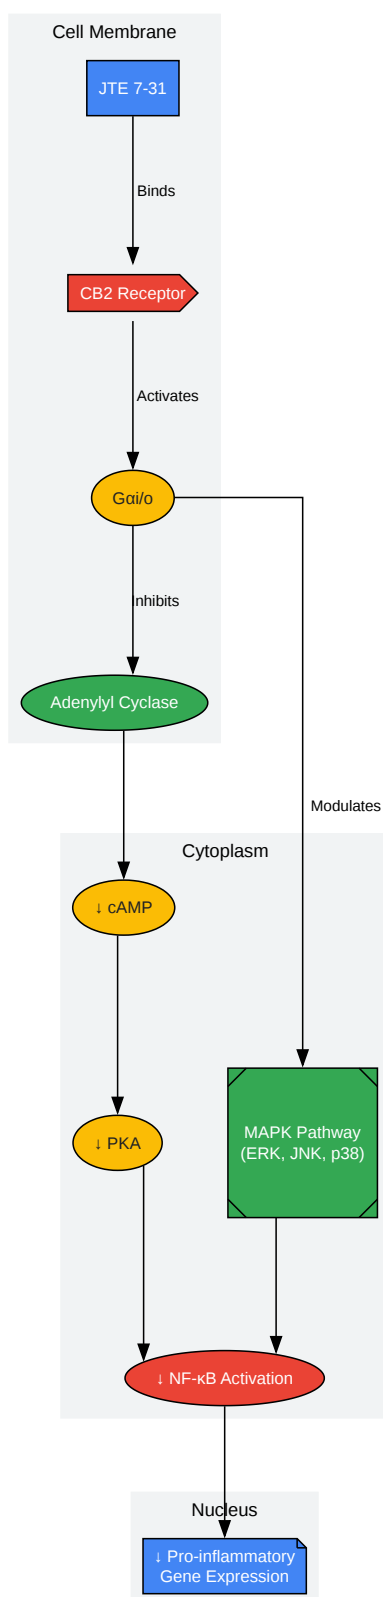 Cell Membrane
JTE 7-31
Binds
CB2 Receptor
Activates
Gαi/o
Inhibits
Adenylyl Cyclase
Modulates
Cytoplasm
↓ cAMP
MAPK Pathway
(ERK, JNK, p38)
↓ PKA
↓ NF-κB Activation
Nucleus
↓ Pro-inflammatory
Gene Expression